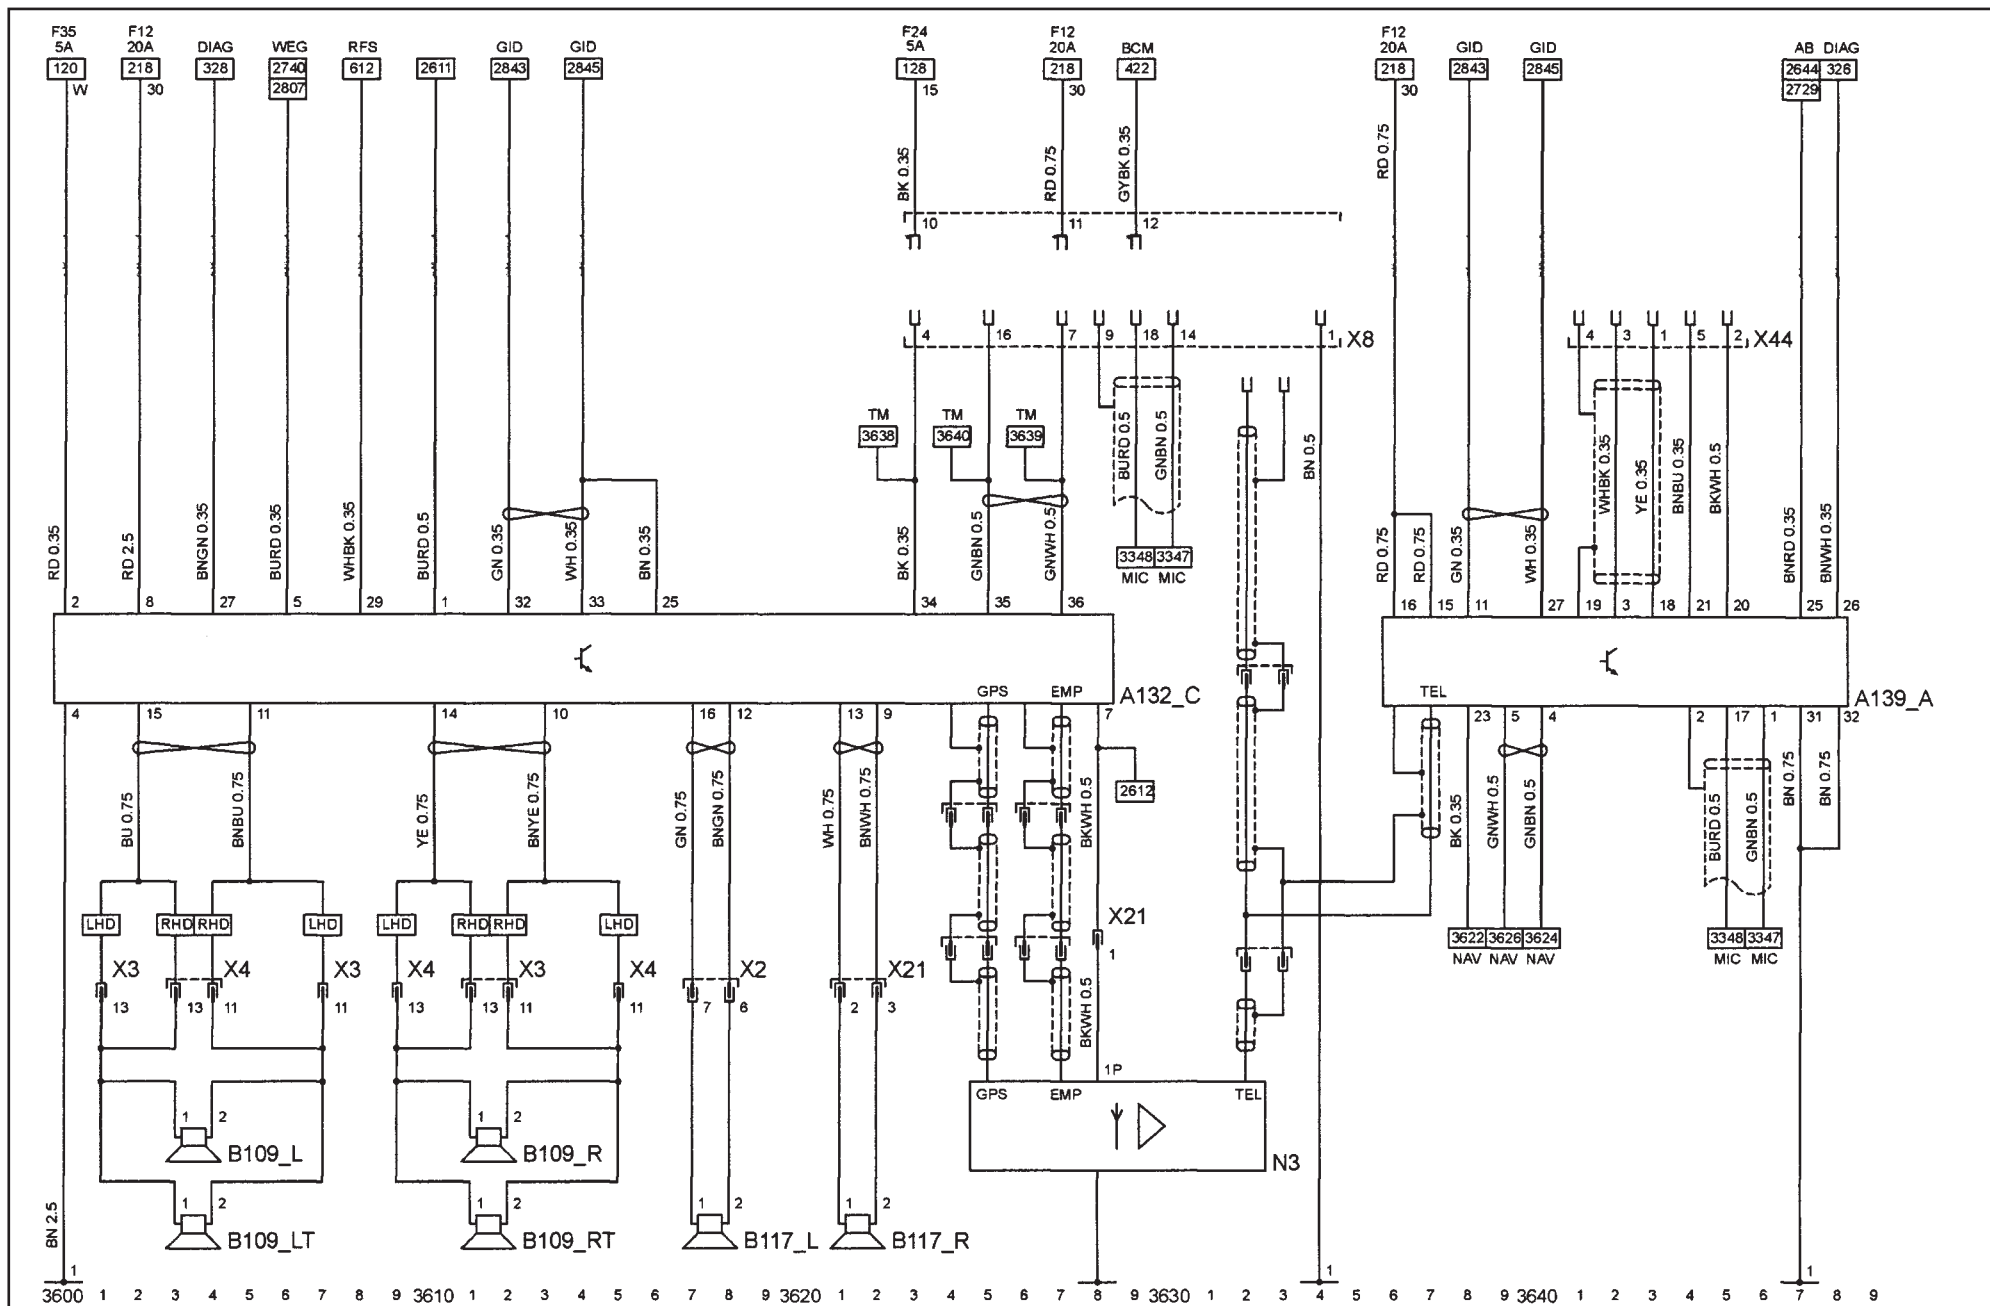 F35 F12 F24 F12 F12
5A 20A DIAG WEG RFS GID GID 5A 20A BCM 20A GID GID AB DIAG
120 218 328 2740 612 2611 2843 2845 128 218 422 218 2843 2845 2644 326
W 30 2807 15 30 30 2729
BK 0.35 RD 0.75 GYBK 0.35 RD 0.75
10 11 12
4 16 7 9 18 14 1 X8 4 3 1 5 2 X44
TM TM TM
3638 3640 3639
BURD 0.5 GNBN 0.5 BN 0.5 WHBK 0.35 YE 0.35 BNBU 0.35 BKWH 0.5
RD 0.35 RD 2.5 BNGN 0.35 BURD 0.35 WHBK 0.35 BURD 0.5 GN 0.35 WH 0.35 BN 0.35 BK 0.35 GNBN 0.5 GNWH 0.5 RD 0.75 RD 0.75 GN 0.35 WH 0.35 BNRD 0.35 BNWH 0.35
3348 3347
MIC MIC
2 8 27 5 29 1 32 33 25 34 35 36 16 15 11 27 19 3 18 21 20 25 26
GPS EMP A132_C TEL A139_A
4 15 11 14 10 16 12 13 9 7 23 5 4 2 17 1 31 32
2612
BU 0.75 BNBU 0.75 YE 0.75 BNYE 0.75 GN 0.75 BNGN 0.75 WH 0.75 BNWH 0.75 BKWH 0.5 BK 0.35 GNWH 0.5 GNBN 0.5 BURD 0.5 GNBN 0.5 BN 0.75 BN 0.75
LHD RHD RHD LHD LHD RHD RHD LHD X21
1
3622 3626 3624 3348 3347
NAV NAV NAV MIC MIC
X3 X4 X3 X4 X3 X4 X2 X21
13 13 11 11 13 13 11 11 7 6 2 3
BKWH 0.5
1P
GPS EMP TEL
1 2 1 2
B109_L B109_R N3
1 2 1 2 1 2 1 2
BN 2.5 B109_LT B109_RT B117_L B117_R
1 1 1
3600 1 2 3 4 5 6 7 8 9 3610 1 2 3 4 5 6 7 8 9 3620 1 2 3 4 5 6 7 8 9 3630 1 2 3 4 5 6 7 8 9 3640 1 2 3 4 5 6 7 8 9